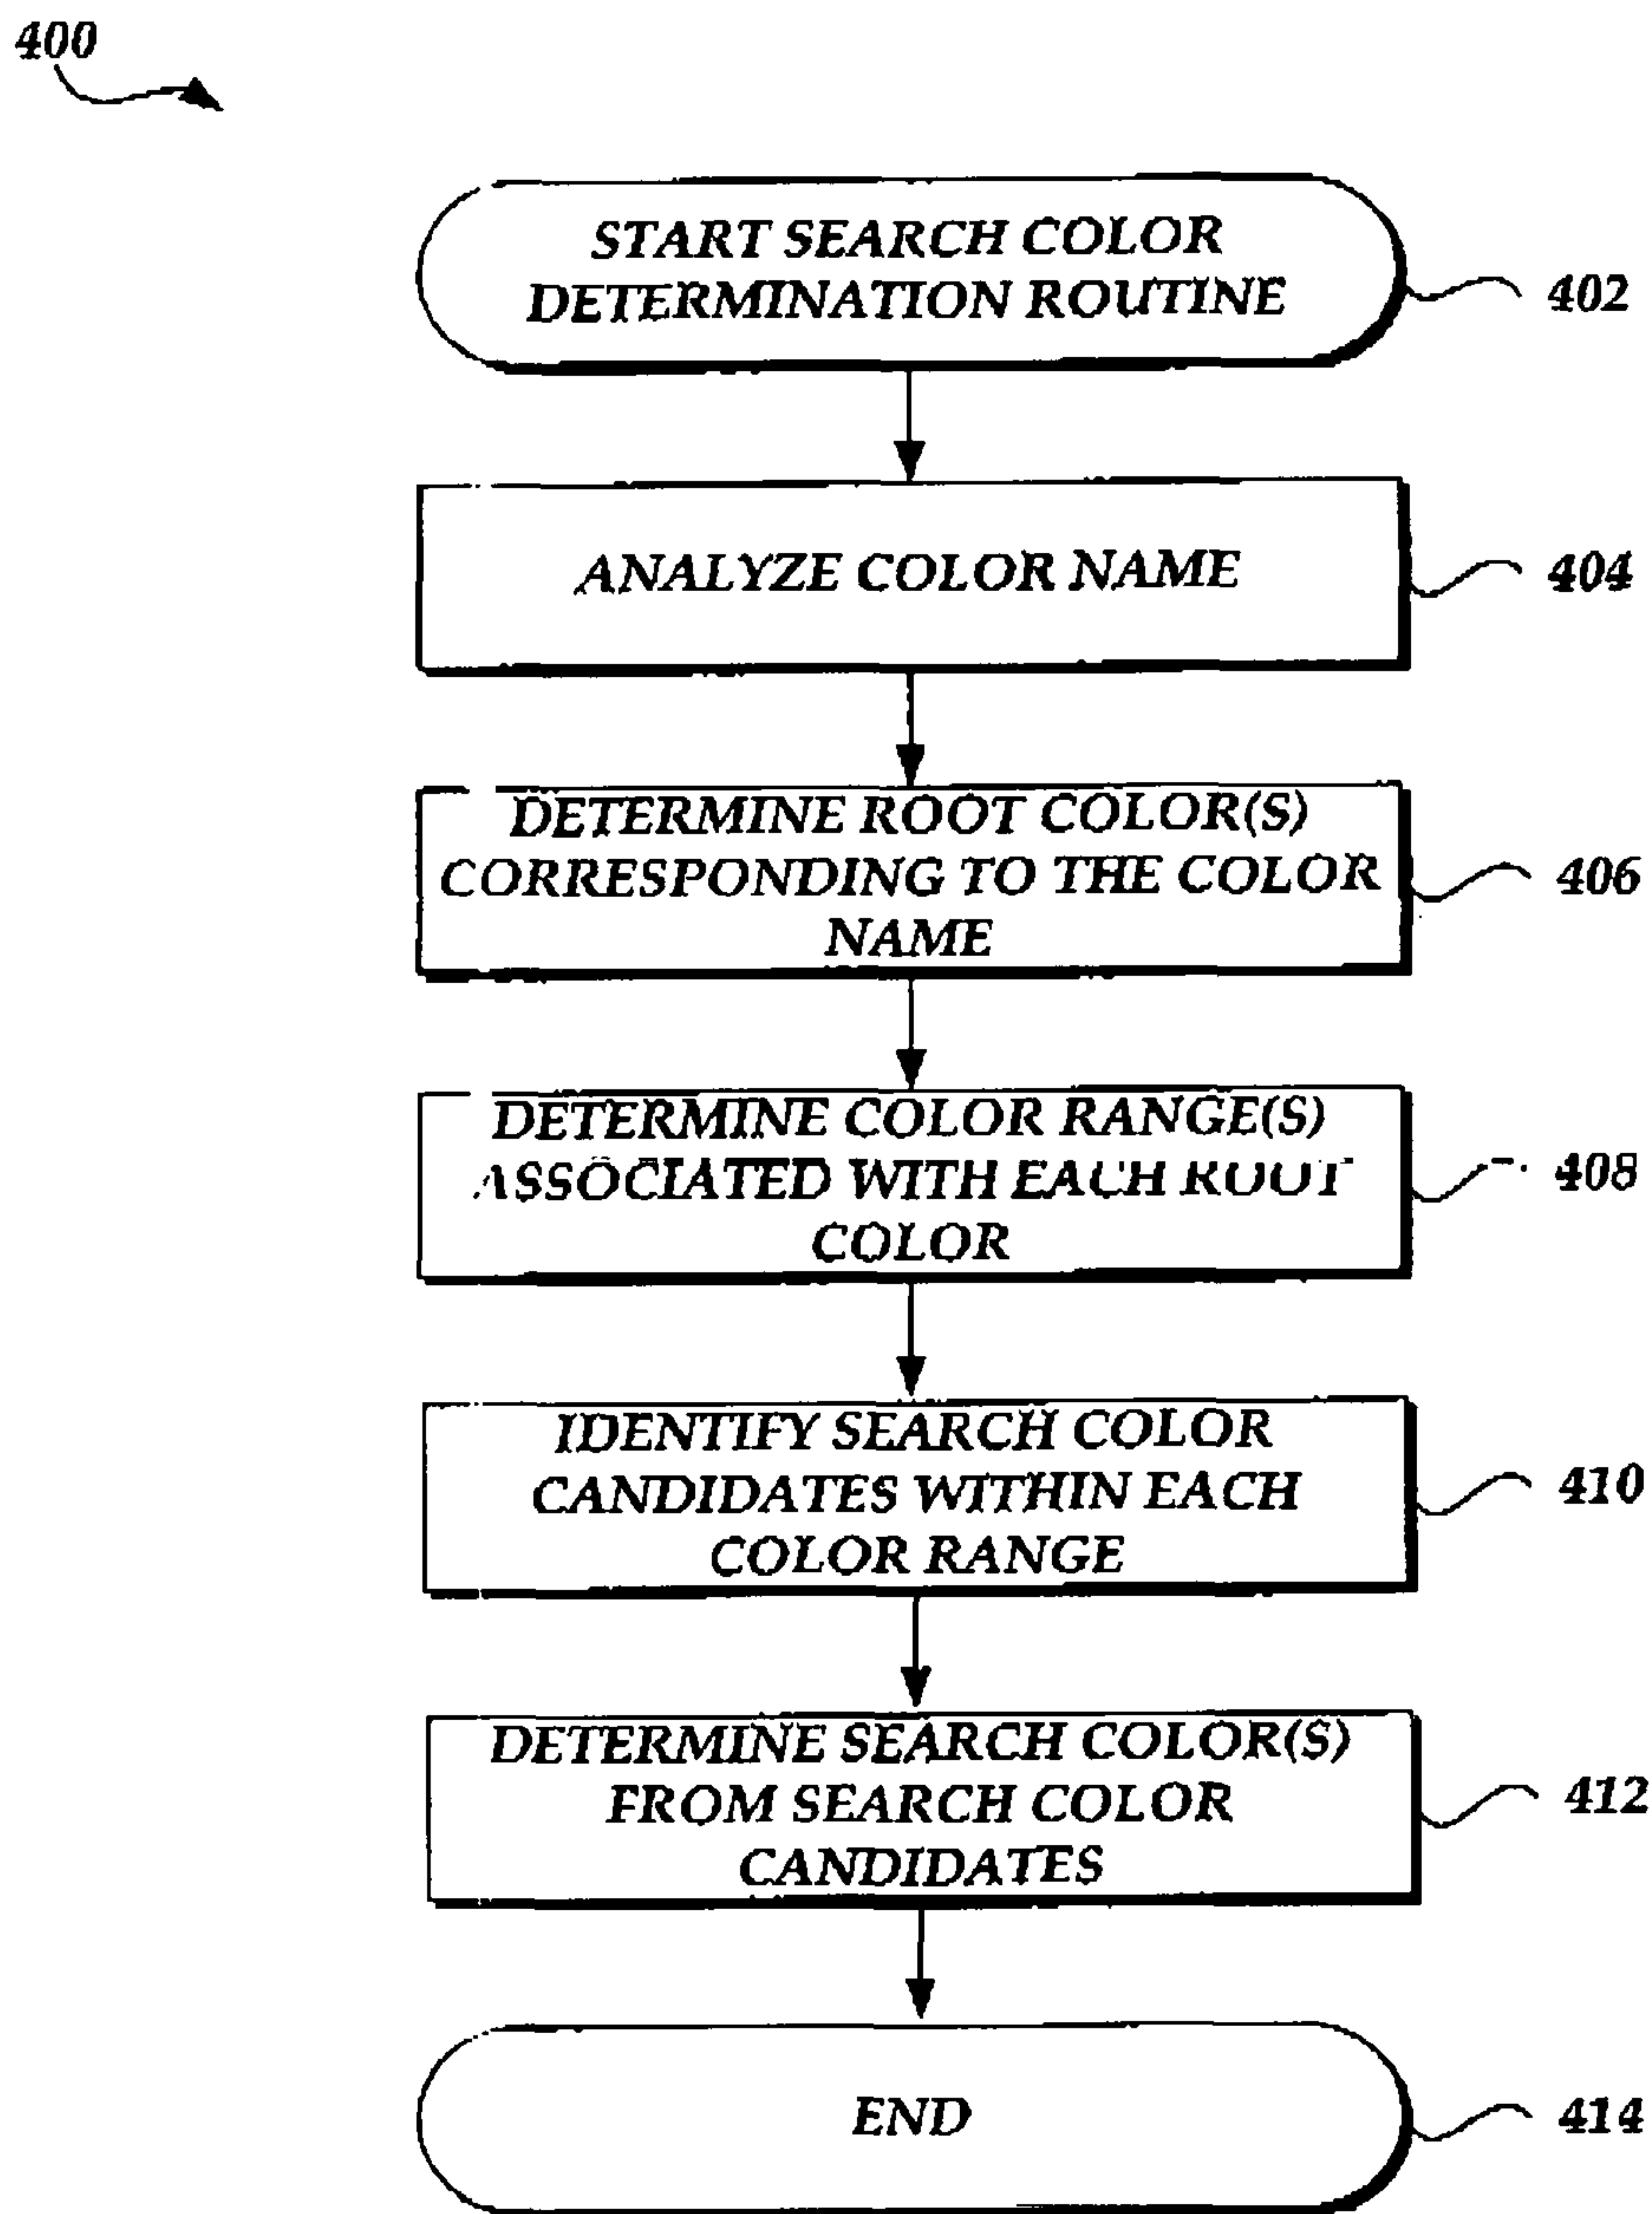 400
START SEARCH COLOR
DETERMINATION ROUTINE
402
ANALYZE COLOR NAME
404
DETERMINE ROOT COLOR(S)
CORRESPONDING TO THE COLOR
NAME
406
DETERMINE COLOR RANGE(S)
ASSOCIATED WITH EACH ROOT
COLOR
408
IDENTIFY SEARCH COLOR
CANDIDATES WITHIN EACH
COLOR RANGE
410
DETERMINE SEARCH COLOR(S)
FROM SEARCH COLOR
CANDIDATES
412
END
414